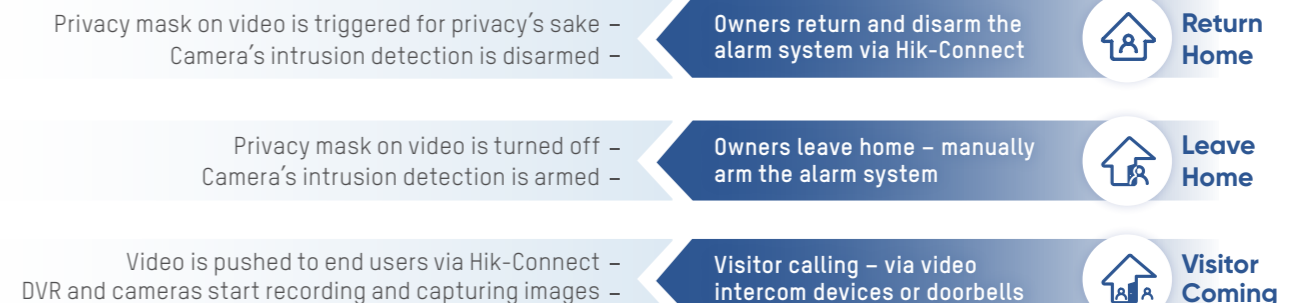 Privacy mask on video is triggered for privacy's sake –
Camera's intrusion detection is disarmed –
Owners return and disarm the
alarm system via Hik-Connect
Return
Home
Privacy mask on video is turned off –
Camera's intrusion detection is armed –
Owners leave home – manually
arm the alarm system
Leave
Home
Video is pushed to end users via Hik-Connect –
DVR and cameras start recording and capturing images –
Visitor calling – via video
intercom devices or doorbells
Visitor
Coming